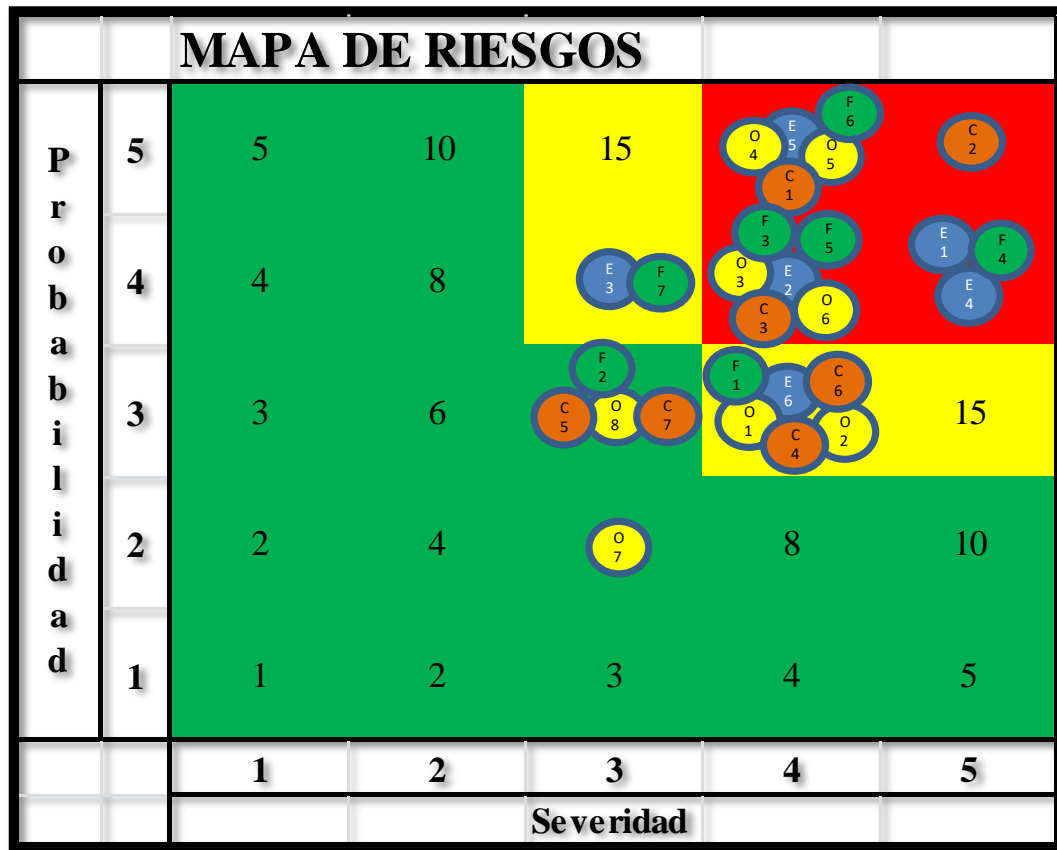 MAPA DE RIESGOS
Probabilidad
5
5
10
15
O 4
E 5
F 6
O 5
C 1
C 2
4
4
8
E 3
F 7
F 3
F 5
O 3
E 2
C 3
O 6
E 1
F 4
E 4
3
3
6
F 2
C 5
O 8
C 7
F 1
E 6
C 6
O 1
C 4
O 2
15
2
2
4
O 7
8
10
1
1
2
3
4
5
1 2 3 4 5
Severidad